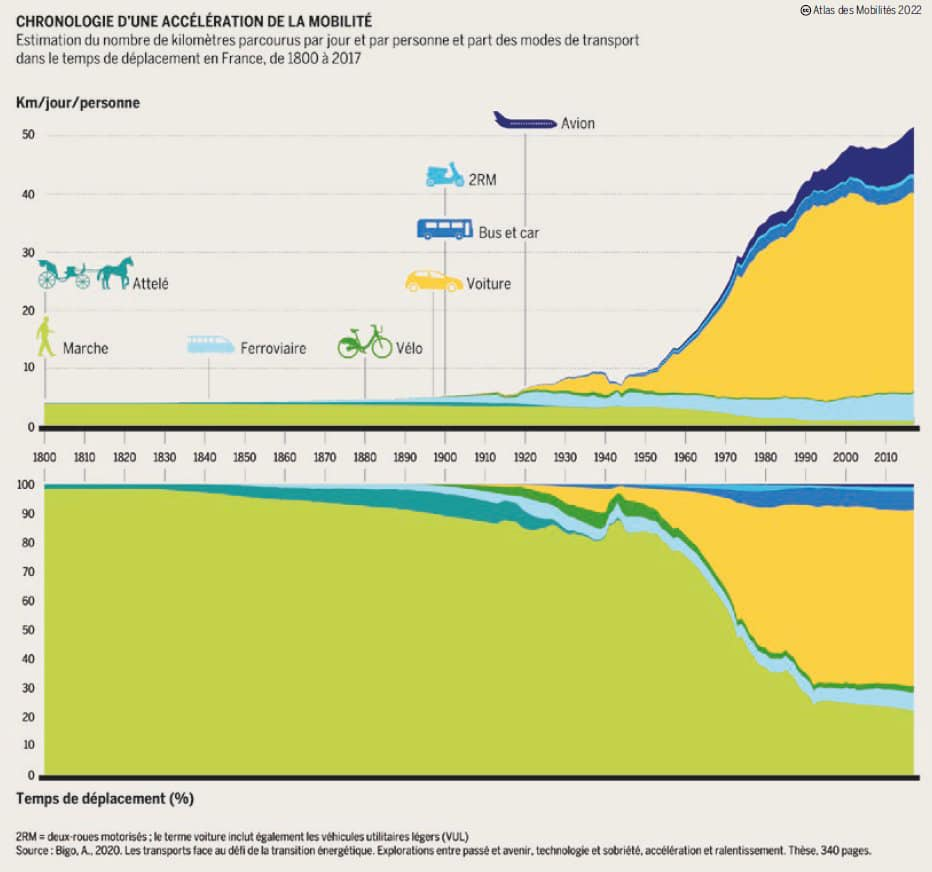 Atlas des Mobilités 2022
CHRONOLOGIE D'UNE ACCÉLÉRATION DE LA MOBILITÉ
Estimation du nombre de kilomètres parcourus par jour et par personne et part des modes de transport
dans le temps de déplacement en France, de 1800 à 2017
Km/jour/personne
50
40
30
20
10
0
Avion
2RM
Bus et car
Attelé
Voiture
Marche
Ferroviaire
Vélo
1800 1810 1820 1830 1840 1850 1860 1870 1880 1890 1900 1910 1920 1930 1940 1950 1960 1970 1980 1990 2000 2010
100
90
80
70
60
50
40
30
20
10
0
Temps de déplacement (%)
2RM = deux-roues motorisés ; le terme voiture inclut également les véhicules utilitaires légers (VUL)
Source : Bigo, A., 2020. Les transports face au défi de la transition énergétique. Explorations entre passé et avenir, technologie et sobriété, accélération et ralentissement. Thèse, 340 pages.